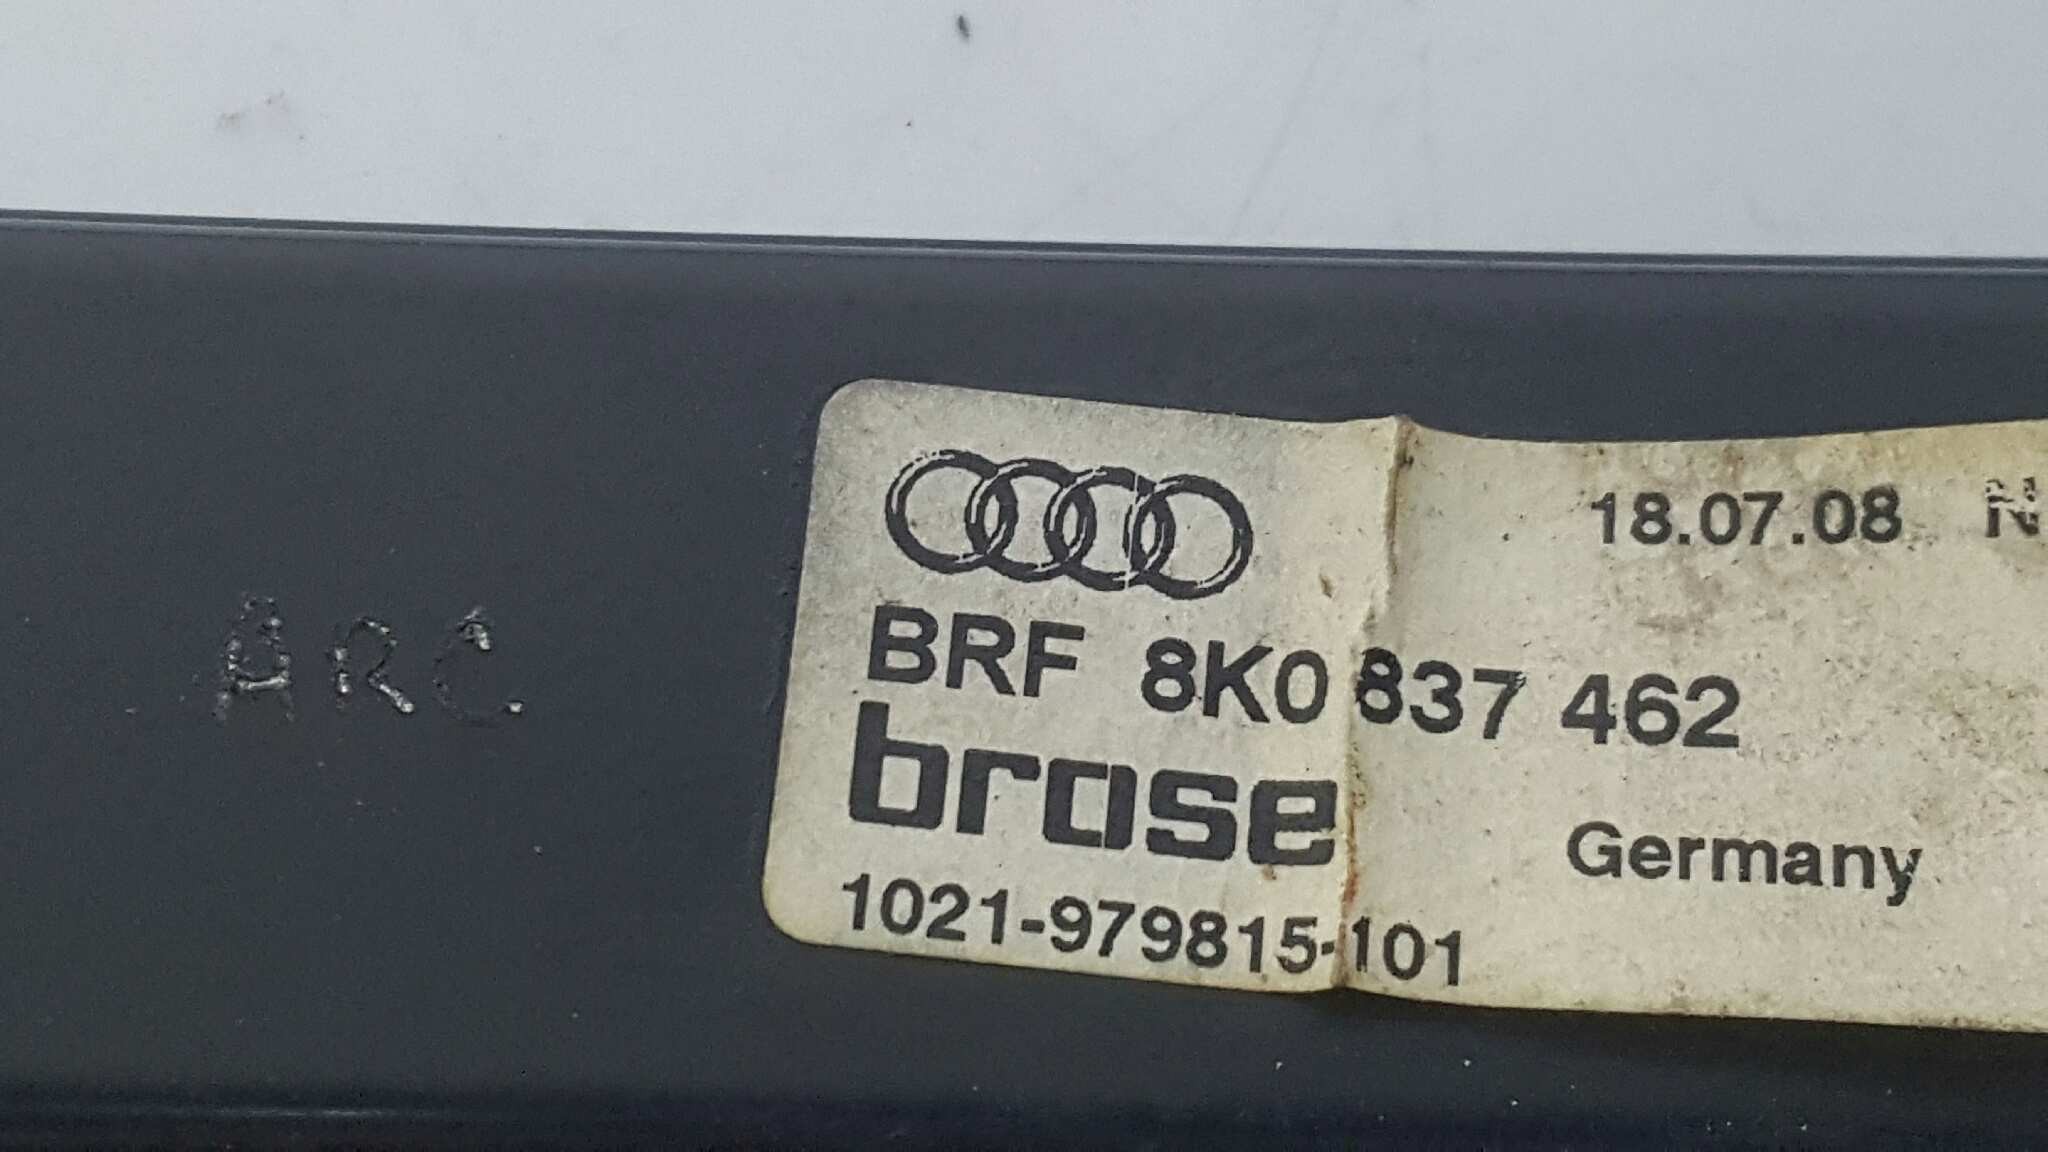 ARC
18.07.08 N
BRF 8K0 837 462
brose
Germany
1021-979815-101